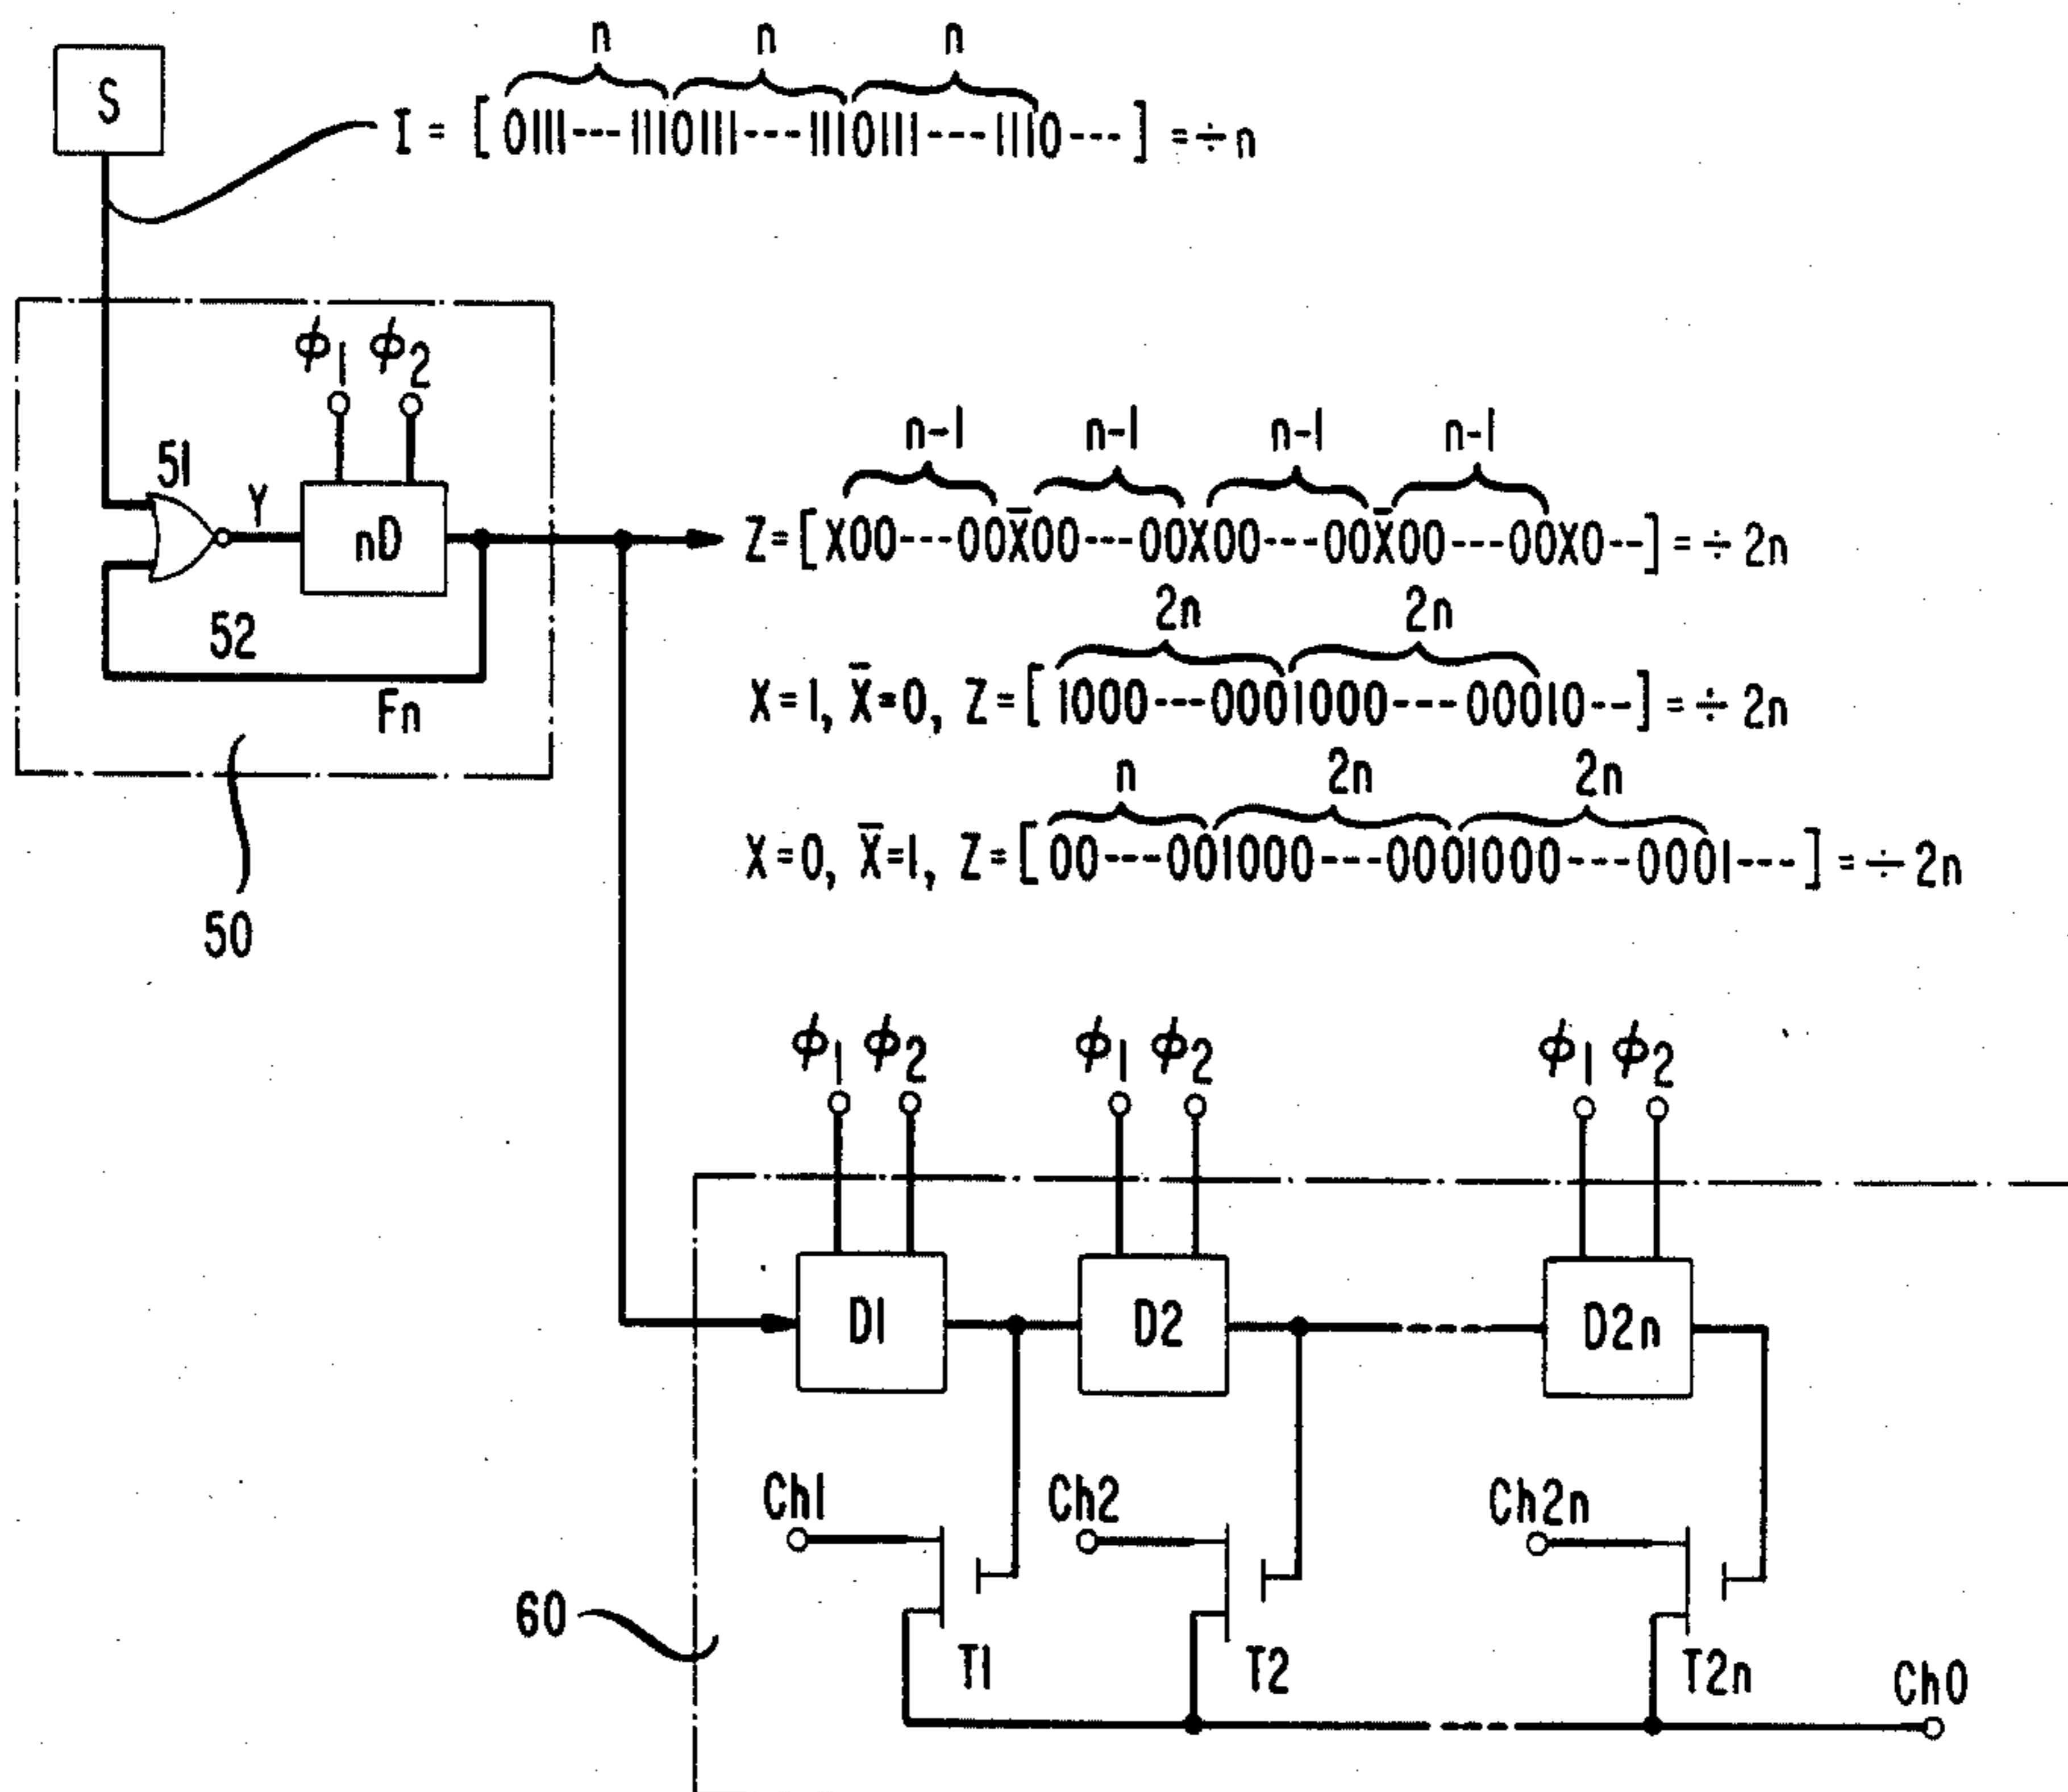 n n n
S
I = [0111---1110111---1110111---1110---] = ÷ n
ϕ1 ϕ2
51
Y
nD
52
Fn
50
n-1 n-1 n-1 n-1
Z=[X00---00X̅00---00X00---00X̅00---00X0--] = ÷ 2n
2n 2n
X=1, X̅=0, Z=[1000---0001000----00010--] = ÷ 2n
n 2n 2n
X=0, X̅=1, Z=[00---001000---0001000---0001---] = ÷ 2n
ϕ1 ϕ2 ϕ1 ϕ2 ϕ1 ϕ2
D1 D2 D2n
Ch1 Ch2 Ch2n
60
T1 T2 T2n
Ch0